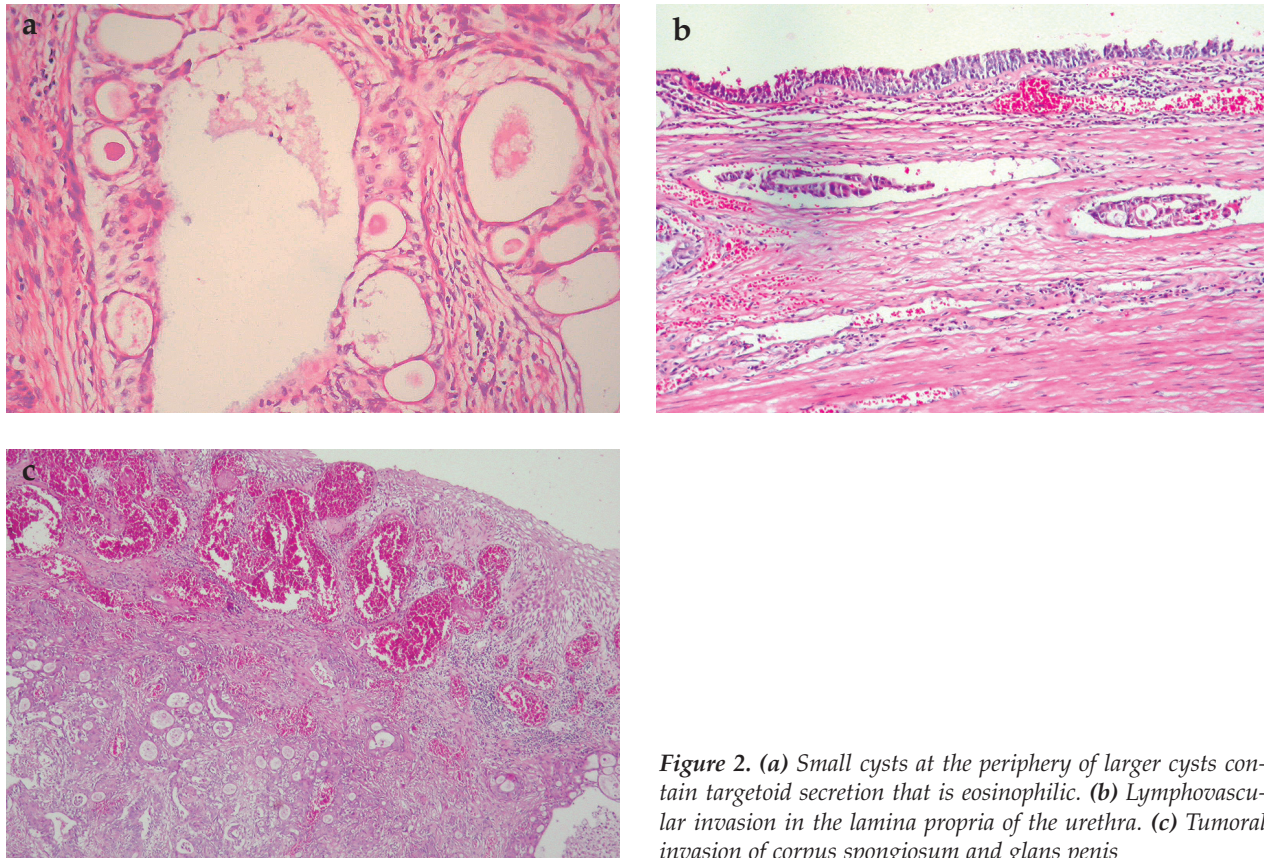 a
b
c
Figure 2. (a) Small cysts at the periphery of larger cysts con-
tain targetoid secretion that is eosinophilic. (b) Lymphovascu-
lar invasion in the lamina propria of the urethra. (c) Tumoral
invasion of corpus spongiosum and glans penis